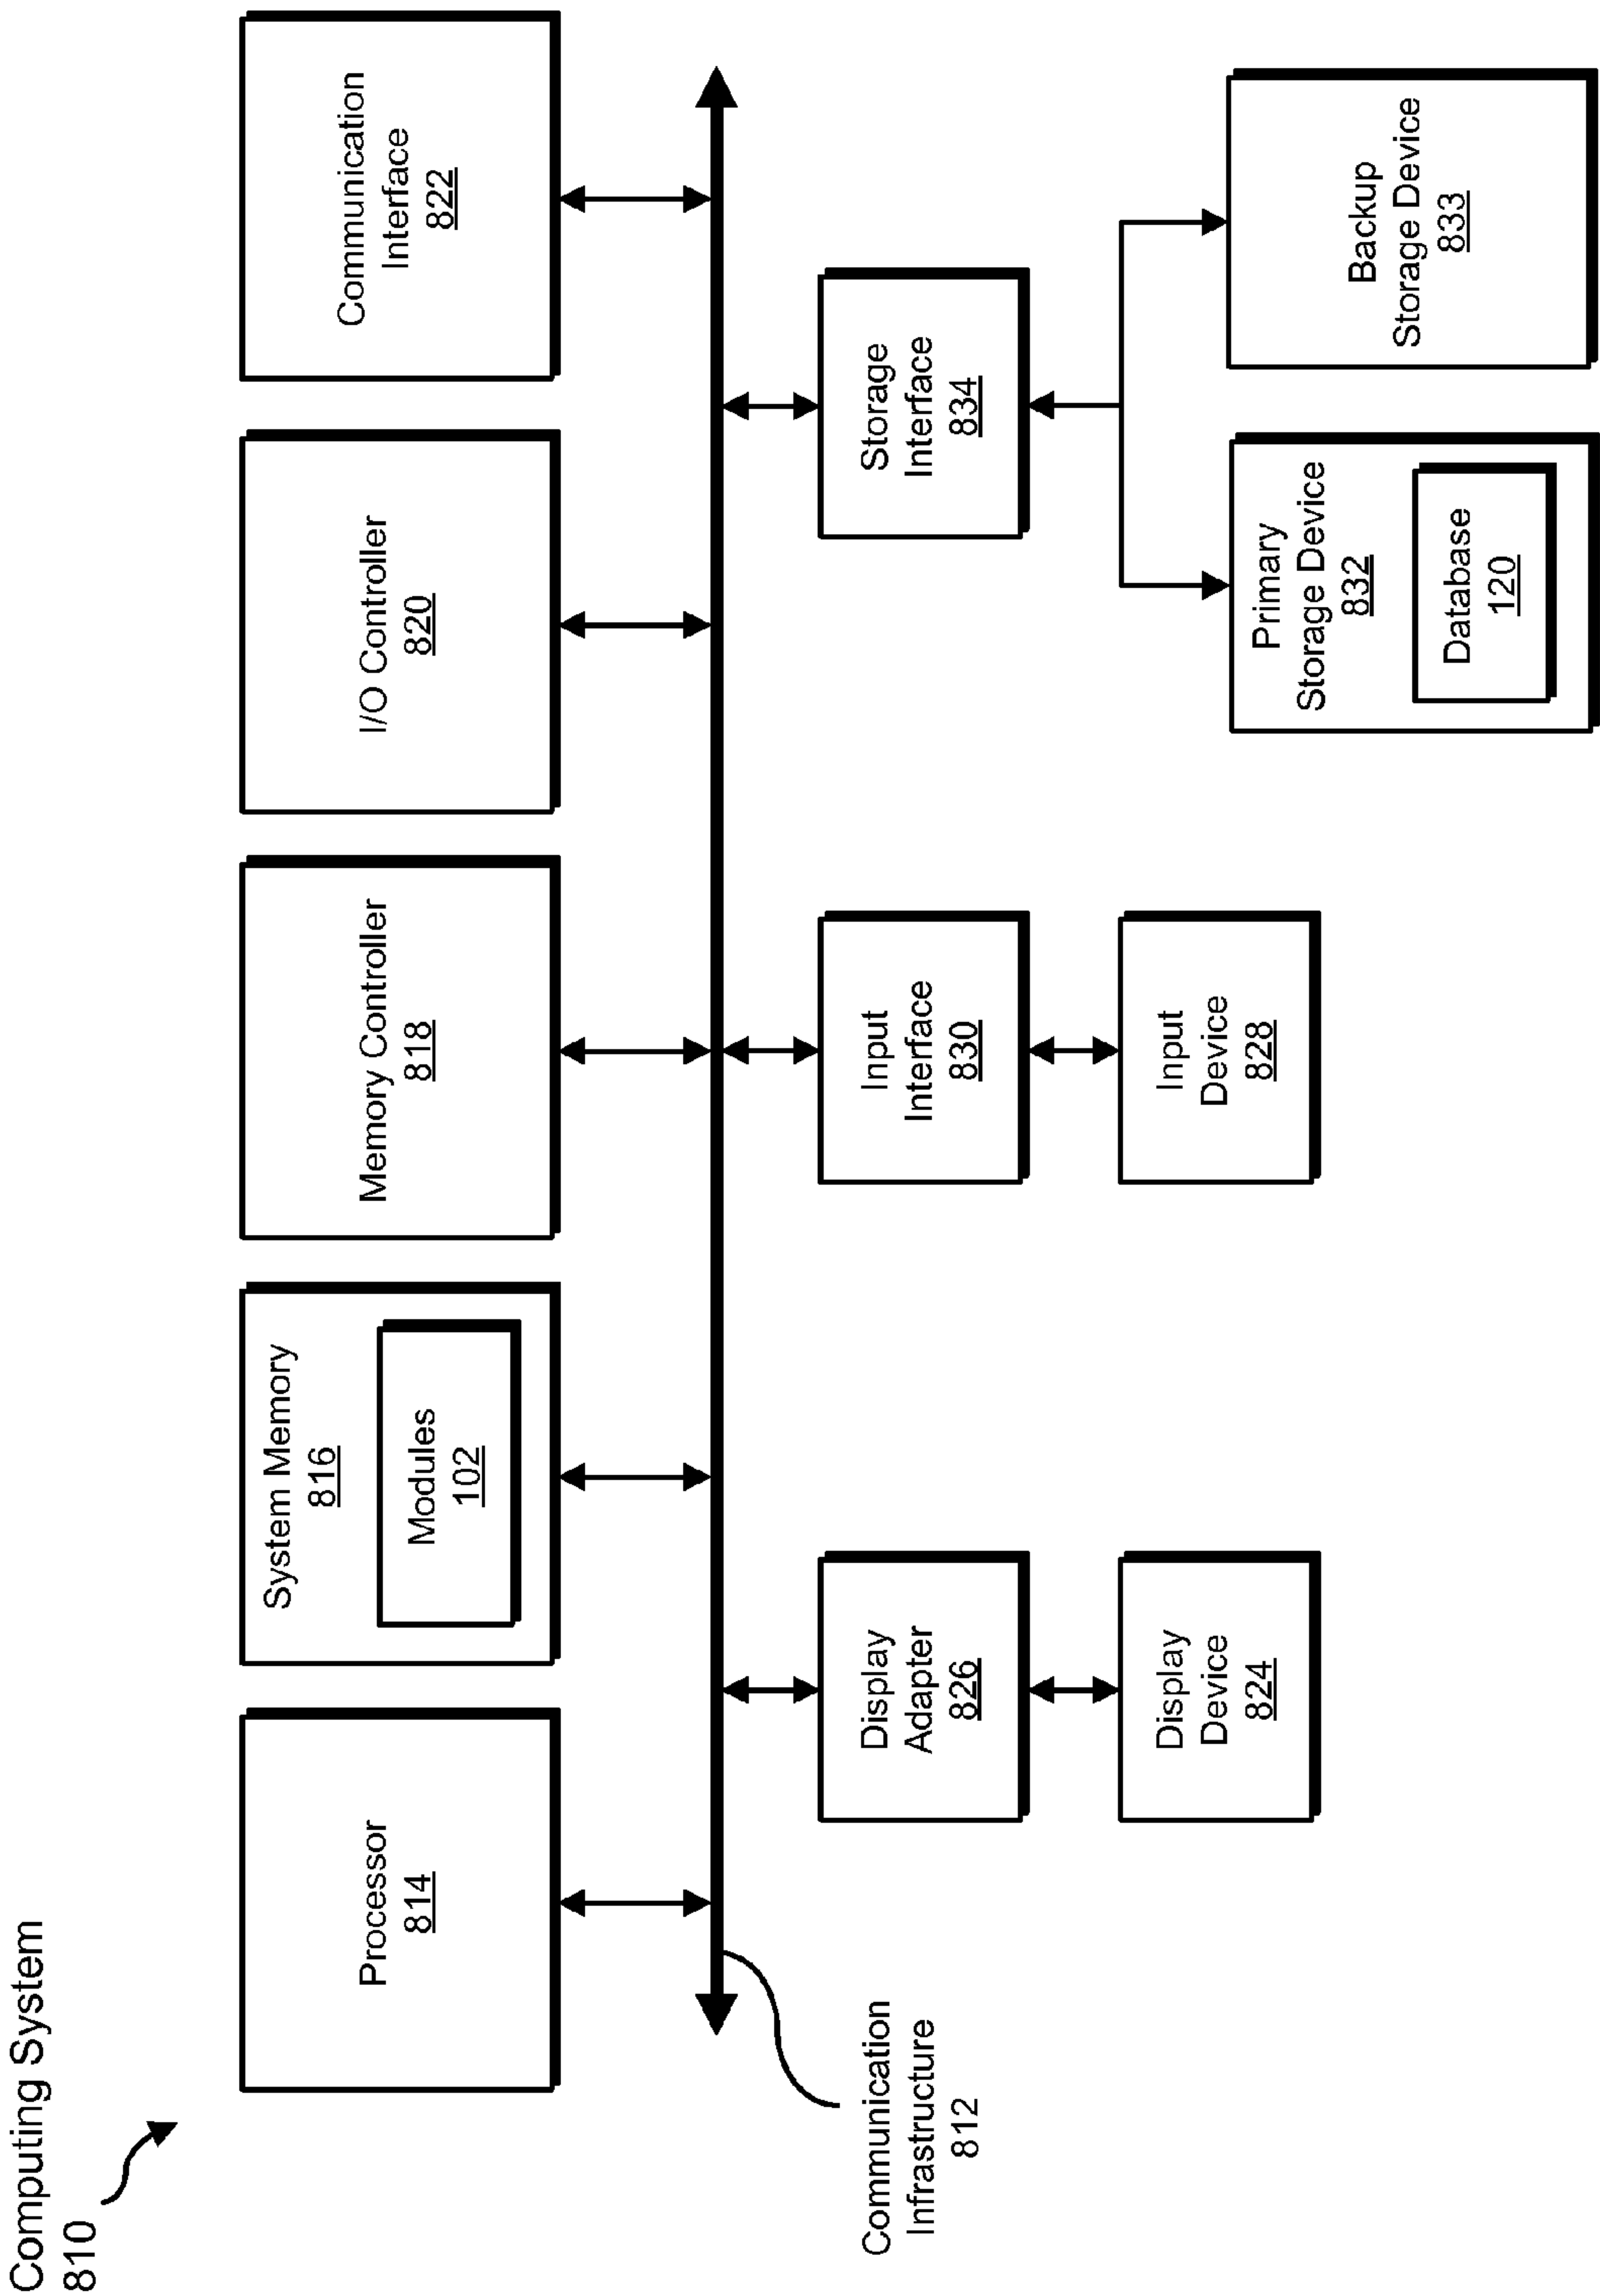 Computing System
810
Processor
814
System Memory
816
Modules
102
Memory Controller
818
I/O Controller
820
Communication
Interface
822
Communication
Infrastructure
812
Display
Adapter
826
Input
Interface
830
Storage
Interface
834
Display
Device
824
Input
Device
828
Primary
Storage Device
832
Database
120
Backup
Storage Device
833